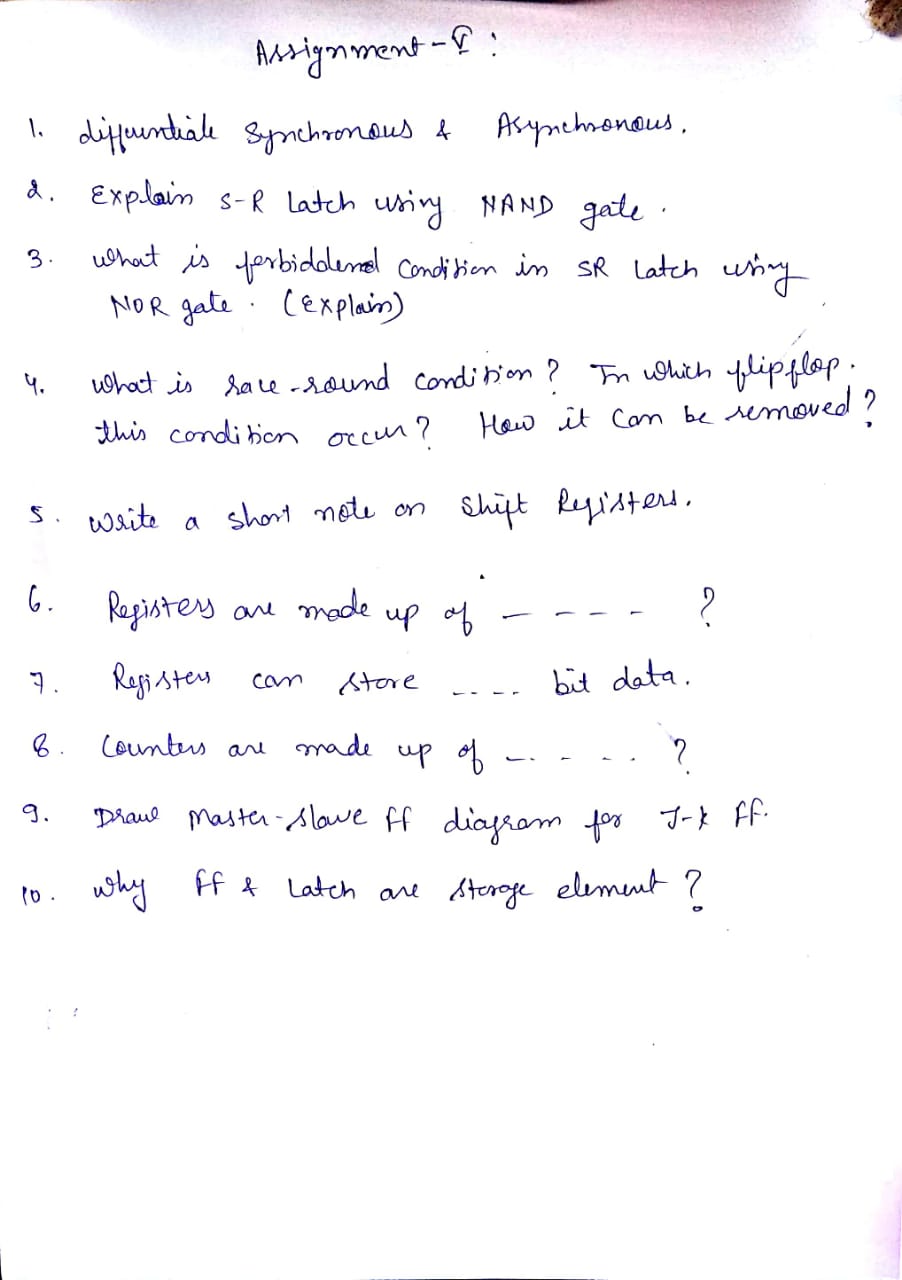 Assignment - I :
1. differentiate Synchronous & Asynchronous.
2. Explain S-R Latch using NAND gate.
3. What is forbiddened Condition in SR Latch using
NOR gate. (Explain)
4. What is race-round condition? In which flipflop.
this condition occur? How it can be removed?
5. Write a short note on Shift Registers.
6. Registers are made up of - - - - ?
7. Registers can store ---- bit data.
8. Counters are made up of - - - - ?
9. Draw Master-Slave ff diagram for J-K ff.
10. Why ff & Latch are storage element?